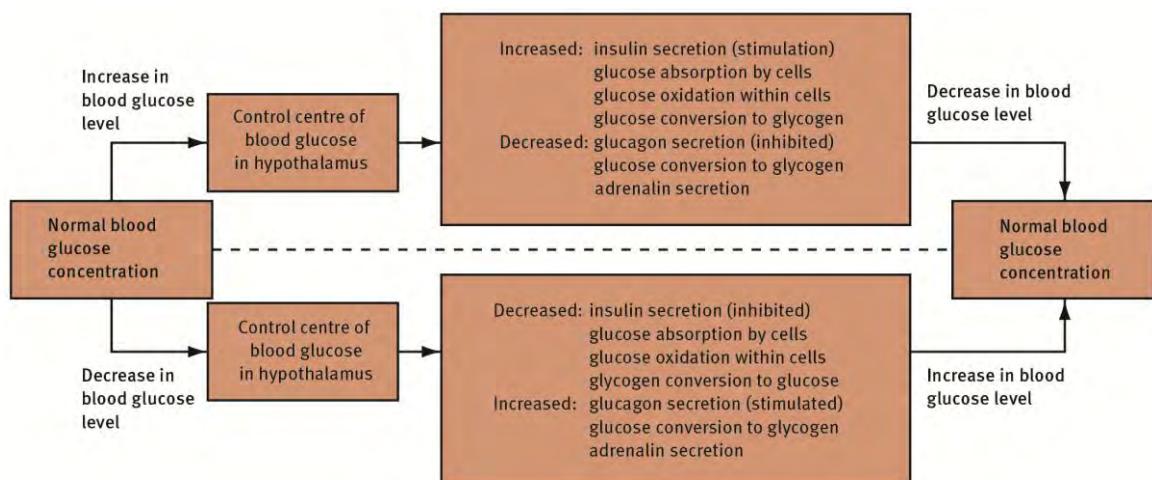 Increase in
blood glucose
level
Control centre of
blood glucose
in hypothalamus
Increased: insulin secretion (stimulation)
glucose absorption by cells
glucose oxidation within cells
glucose conversion to glycogen
Decreased: glucagon secretion (inhibited)
glucose conversion to glycogen
adrenalin secretion
Decrease in blood
glucose level
Normal blood
glucose
concentration
Normal blood
glucose
concentration
Decrease in
blood glucose
level
Control centre of
blood glucose
in hypothalamus
Decreased: insulin secretion (inhibited)
glucose absorption by cells
glucose oxidation within cells
glycogen conversion to glucose
Increased: glucagon secretion (stimulated)
glucose conversion to glycogen
adrenalin secretion
Increase in blood
glucose level